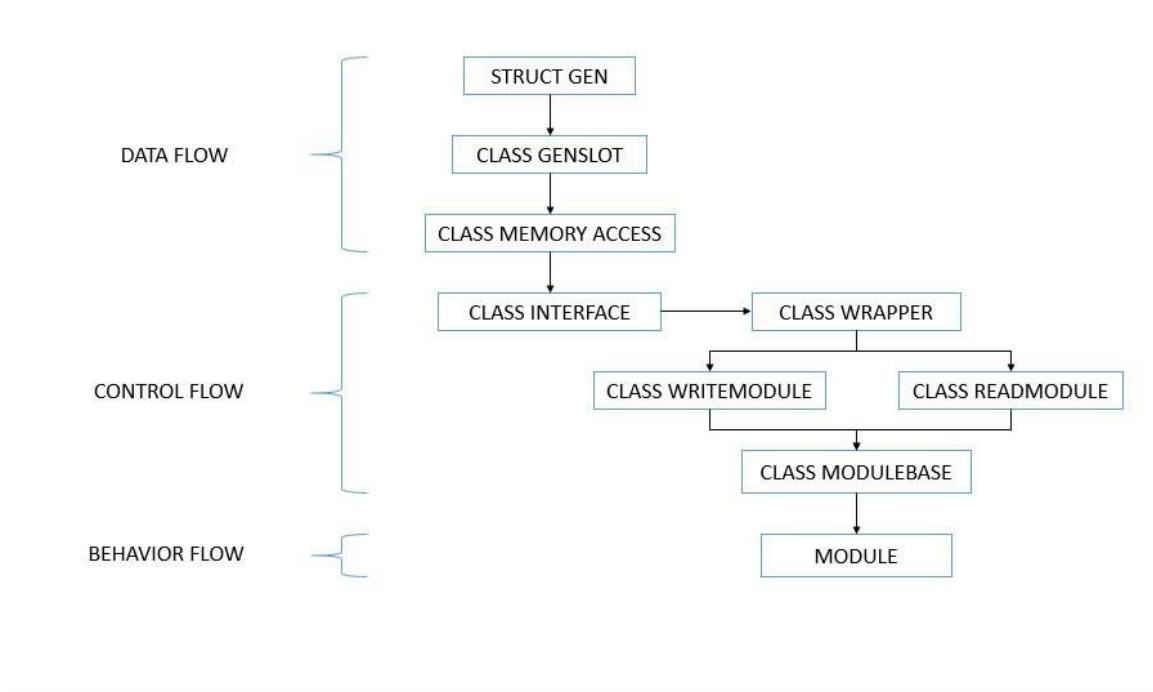 STRUCT GEN
DATA FLOW
CLASS GENSLOT
CLASS MEMORY ACCESS
CLASS INTERFACE
CLASS WRAPPER
CONTROL FLOW
CLASS WRITEMODULE
CLASS READMODULE
CLASS MODULEBASE
BEHAVIOR FLOW
MODULE